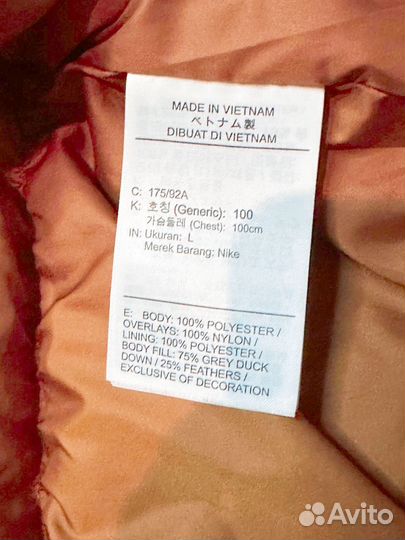 MADE IN VIETNAM
ベトナム製
DIBUAT DI VIETNAM
C: 175/92A
K: 호칭 (Generic): 100
가슴둘레 (Chest): 100cm
IN: Ukuran: L
Merek Barang: Nike
E: BODY: 100% POLYESTER /
OVERLAYS: 100% NYLON /
LINING: 100% POLYESTER /
BODY FILL: 75% GREY DUCK
DOWN / 25% FEATHERS /
EXCLUSIVE OF DECORATION
Avito